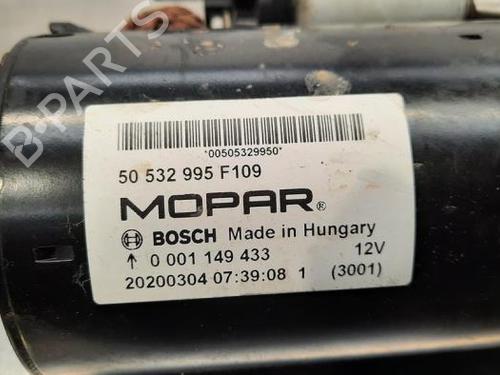 *00505329950*
50 532 995 F109
MOPAR®
BOSCH Made in Hungary
↑ 0 001 149 433 12V
20200304 07:39:08 1 (3001)
B-PARTS